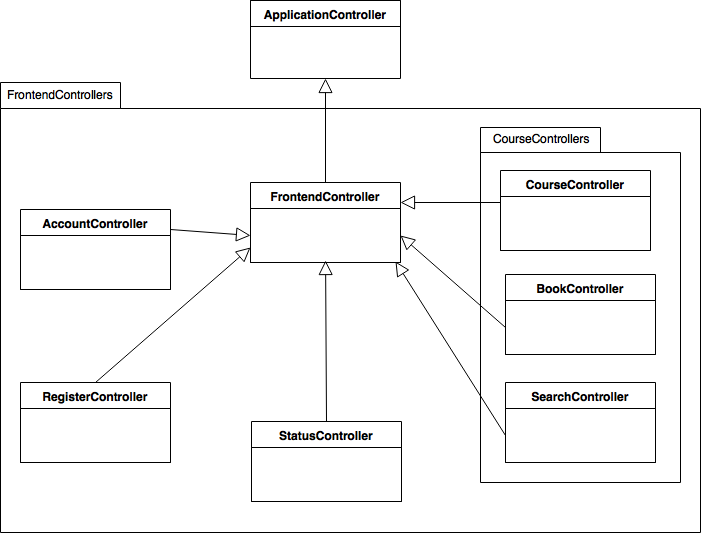 ApplicationController
FrontendControllers
CourseControllers
FrontendController
CourseController
AccountController
BookController
RegisterController
SearchController
StatusController